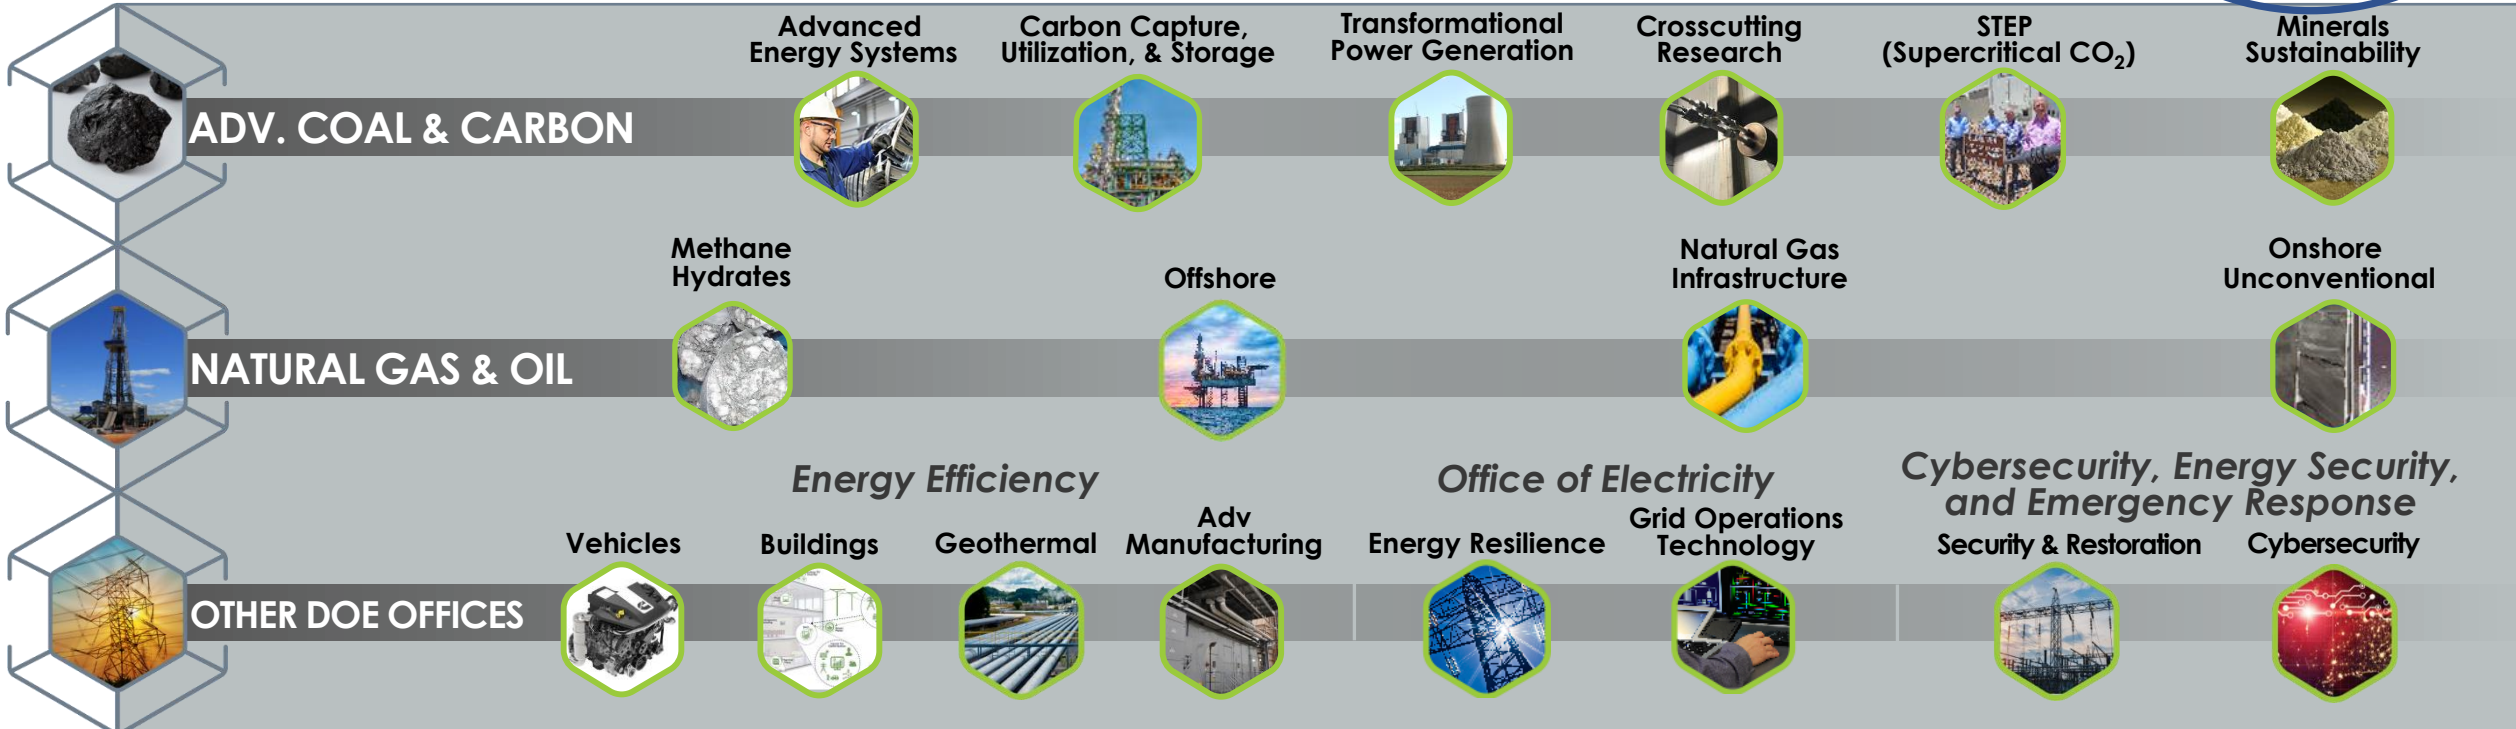 Advanced
Energy Systems
Carbon Capture,
Utilization, & Storage
Transformational
Power Generation
Crosscutting
Research
STEP
(Supercritical CO₂)
Minerals
Sustainability
ADV. COAL & CARBON
Methane
Hydrates
Offshore
Natural Gas
Infrastructure
Onshore
Unconventional
NATURAL GAS & OIL
Energy Efficiency
Office of Electricity
Cybersecurity, Energy Security,
and Emergency Response
Vehicles
Buildings
Geothermal
Adv
Manufacturing
Energy Resilience
Grid Operations
Technology
Security & Restoration
Cybersecurity
OTHER DOE OFFICES